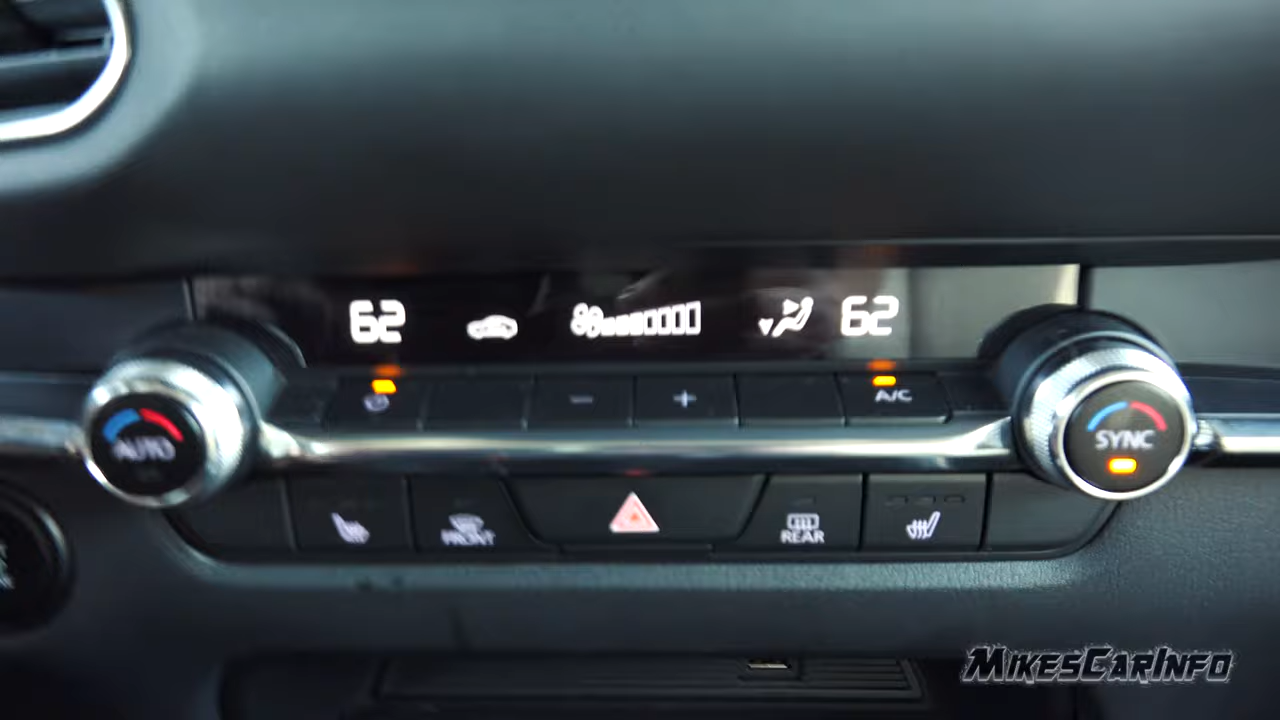 62 62
- + A/C
AUTO SYNC
FRONT REAR
MIKESCARINFO